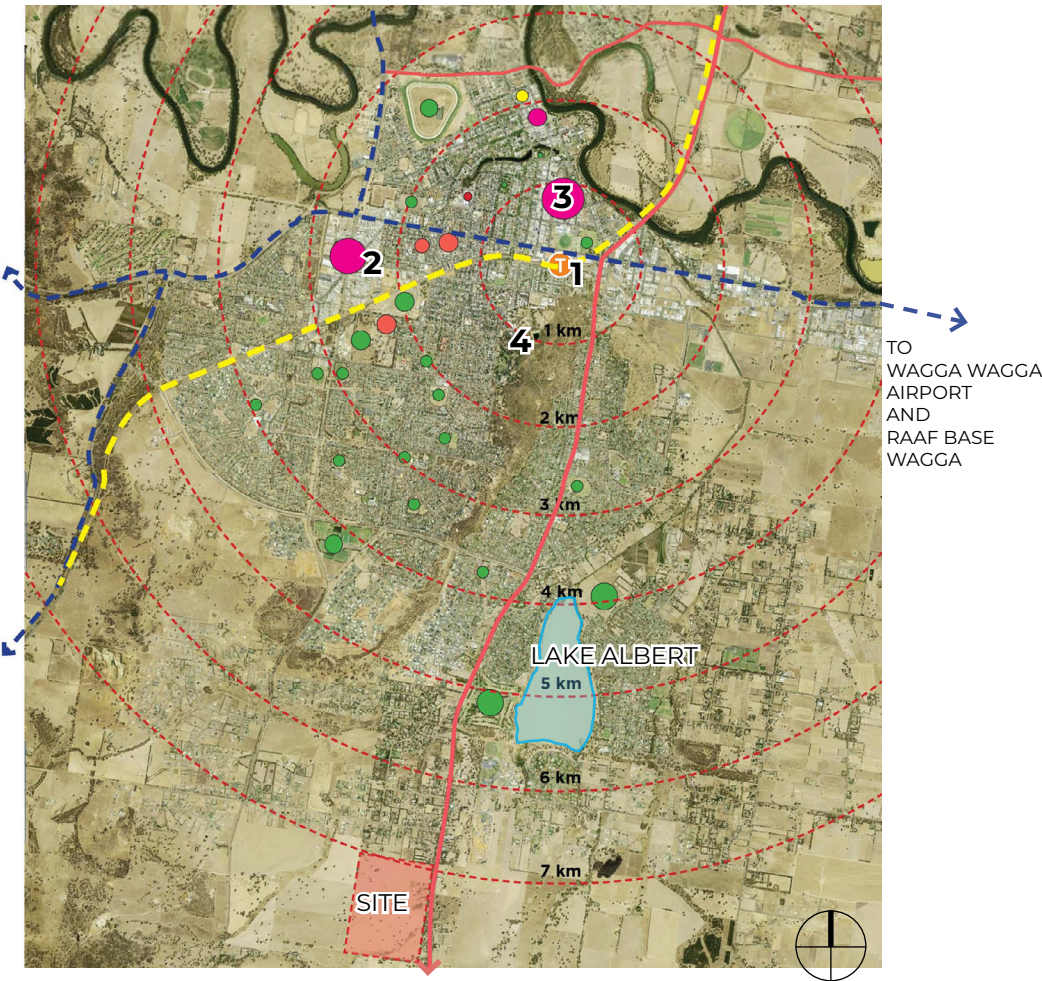 3
2
T
1
1 km
4
TO
WAGGA WAGGA
AIRPORT
AND
RAAF BASE
WAGGA
2 km
3 km
4 km
LAKE ALBERT
5 km
6 km
7 km
SITE